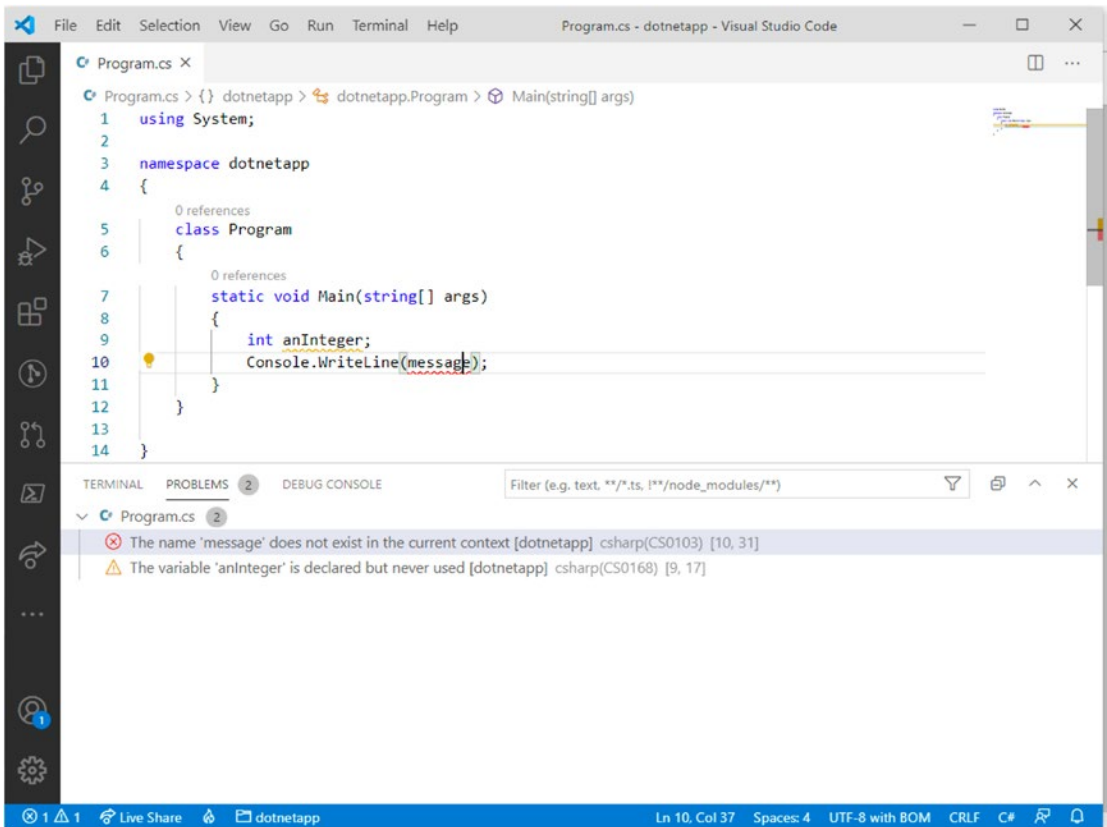 File Edit Selection View Go Run Terminal Help Program.cs - dotnetapp - Visual Studio Code
C# Program.cs ×
C# Program.cs > {} dotnetapp > dotnetapp.Program > Main(string[] args)
1 using System;
2
3 namespace dotnetapp
4 {
0 references
5 class Program
6 {
0 references
7 static void Main(string[] args)
8 {
9 int anInteger;
10 Console.WriteLine(message);
11 }
12 }
13
14 }
TERMINAL PROBLEMS 2 DEBUG CONSOLE Filter (e.g. text, **/*.ts, !**/node_modules/**)
C# Program.cs 2
The name 'message' does not exist in the current context [dotnetapp] csharp(CS0103) [10, 31]
The variable 'anInteger' is declared but never used [dotnetapp] csharp(CS0168) [9, 17]
1
1 1 Live Share dotnetapp Ln 10, Col 37 Spaces: 4 UTF-8 with BOM CRLF C#